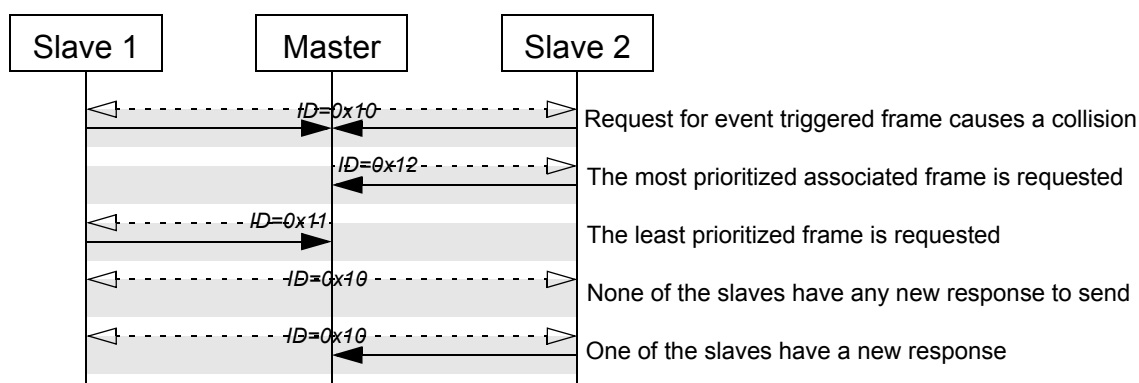 Slave 1 Master Slave 2
ID=0x10
Request for event triggered frame causes a collision
ID=0x12
The most prioritized associated frame is requested
ID=0x11
The least prioritized frame is requested
ID=0x10
None of the slaves have any new response to send
ID=0x10
One of the slaves have a new response